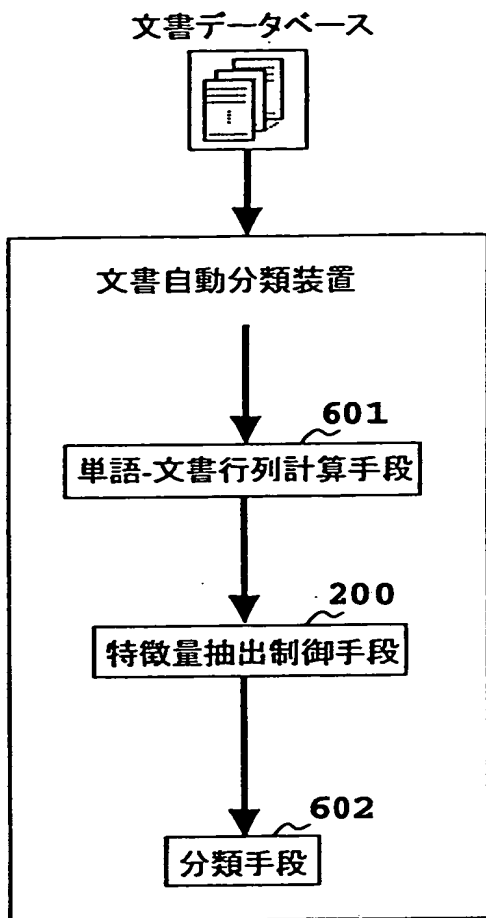 文書データベース
文書自動分類装置
601
単語-文書行列計算手段
200
特徴量抽出制御手段
602
分類手段